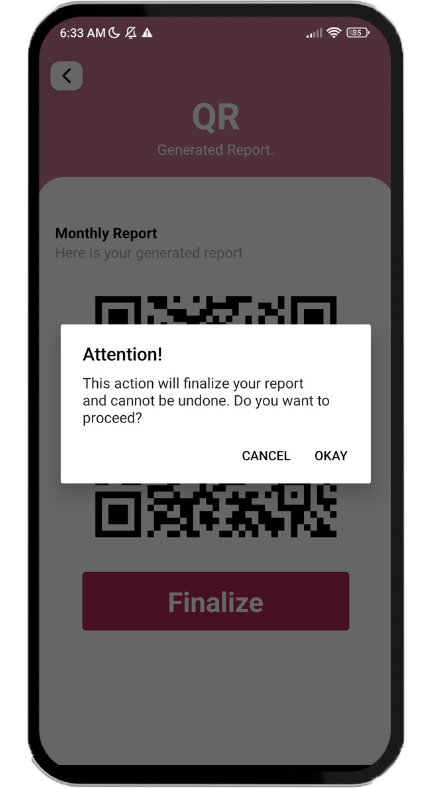 6:33 AM
85
QR
Generated Report.
Monthly Report
Here is your generated report
Attention!
This action will finalize your report
and cannot be undone. Do you want to
proceed?
CANCEL OKAY
Finalize